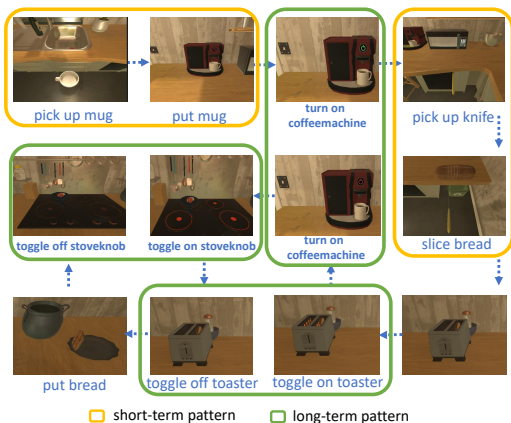 pick up mug
put mug
turn on
coffeemachine
pick up knife
toggle off stoveknob
toggle on stoveknob
turn on
coffeemachine
slice bread
put bread
toggle off toaster
toggle on toaster
short-term pattern
long-term pattern